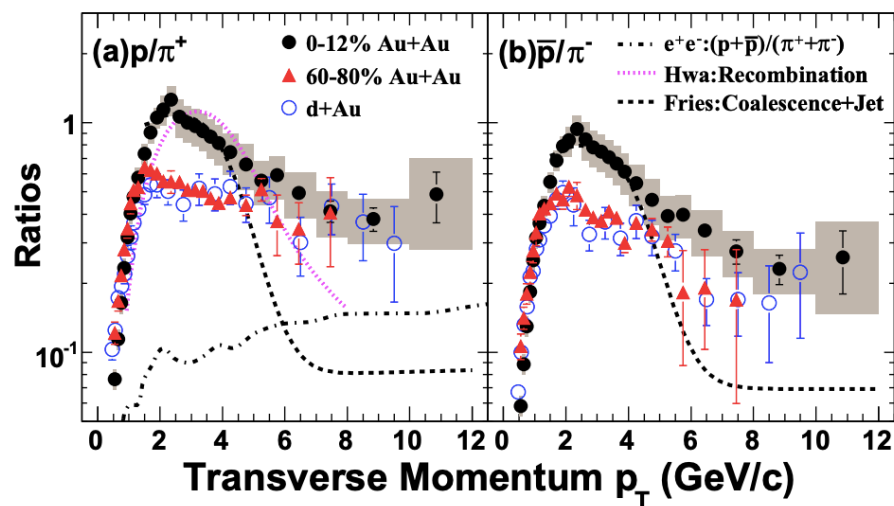 (a)p/π⁺
0-12% Au+Au
60-80% Au+Au
d+Au
(b)p̅/π⁻
e⁺e⁻:(p+p̅)/(π⁺+π⁻)
Hwa:Recombination
Fries:Coalescence+Jet
Ratios
1
10⁻¹
0 2 4 6 8 10 12
0 2 4 6 8 10 12
Transverse Momentum p_T (GeV/c)